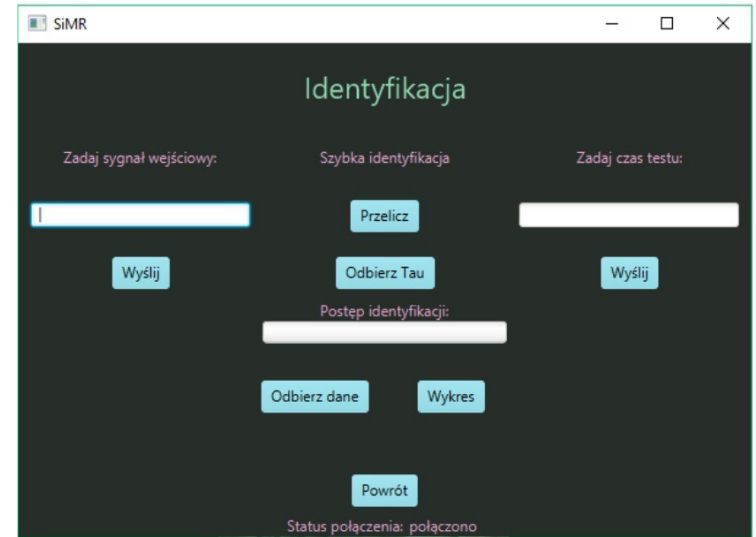 SiMR
Identyfikacja
Zadaj sygnał wejściowy:
Szybka identyfikacja
Zadaj czas testu:
Przelicz
Wyślij
Odbierz Tau
Wyślij
Postęp identyfikacji:
Odbierz dane
Wykres
Powrót
Status połączenia: połączono